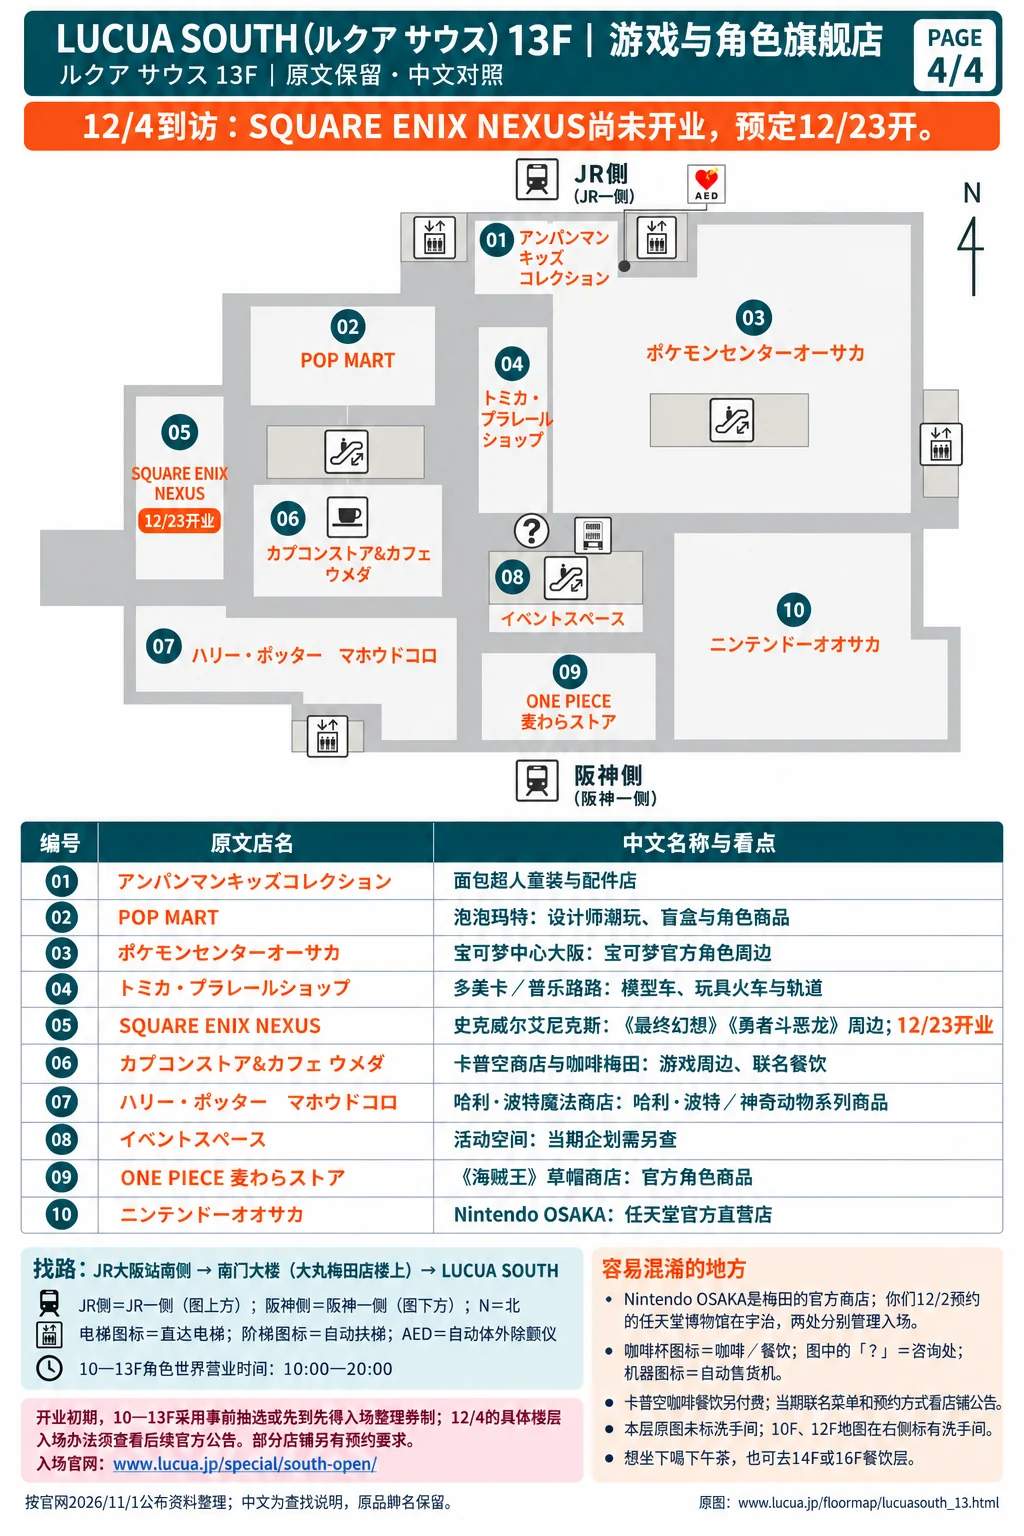 LUCUA SOUTH(ルクア サウス) 13F｜游戏与角色旗舰店
ルクア サウス 13F｜原文保留・中文对照
PAGE
4/4
12/4到访：SQUARE ENIX NEXUS尚未开业，预定12/23开。
JR側
(JR一侧)
AED
N
01
アンパンマン
キッズ
コレクション
02
POP MART
03
ポケモンセンターオーサカ
04
トミカ・
プラレール
ショップ
05
SQUARE ENIX
NEXUS
12/23开业
06
カプコンストア&カフェ
ウメダ
?
08
イベントスペース
10
ニンテンドーオオサカ
07
ハリー・ポッター　マホウドコロ
09
ONE PIECE
麦わらストア
阪神側
(阪神一侧)
编号 原文店名 中文名称与看点
01 アンパンマンキッズコレクション 面包超人童装与配件店
02 POP MART 泡泡玛特：设计师潮玩、盲盒与角色商品
03 ポケモンセンターオーサカ 宝可梦中心大阪：宝可梦官方角色周边
04 トミカ・プラレールショップ 多美卡／普乐路路：模型车、玩具火车与轨道
05 SQUARE ENIX NEXUS 史克威尔艾尼克斯：《最终幻想》《勇者斗恶龙》周边；12/23开业
06 カプコンストア&カフェ ウメダ 卡普空商店与咖啡梅田：游戏周边、联名餐饮
07 ハリー・ポッター　マホウドコロ 哈利·波特魔法商店：哈利·波特／神奇动物系列商品
08 イベントスペース 活动空间：当期企划需另查
09 ONE PIECE 麦わらストア 《海贼王》草帽商店：官方角色商品
10 ニンテンドーオオサカ Nintendo OSAKA：任天堂官方直营店
找路：JR大阪站南侧 → 南门大楼（大丸梅田店楼上）→ LUCUA SOUTH
JR側＝JR一侧（图上方）；阪神側＝阪神一侧（图下方）；N＝北
电梯图标＝直达电梯；阶梯图标＝自动扶梯；AED＝自动体外除颤仪
10—13F角色世界营业时间：10:00—20:00
开业初期，10—13F采用事前抽选或先到先得入场整理券制；12/4的具体楼层
入场办法须查看后续官方公告。部分店铺另有预约要求。
入场官网：www.lucua.jp/special/south-open/
容易混淆的地方
• Nintendo OSAKA是梅田的官方商店；你们12/2预约
的任天堂博物馆在宇治，两处分别管理入场。
• 咖啡杯图标＝咖啡／餐饮；图中的「？」＝咨询处；
机器图标＝自动售货机。
• 卡普空咖啡餐饮另付费；当期联名菜单和预约方式看店铺公告。
• 本层原图未标洗手间；10F、12F地图在右侧标有洗手间。
• 想坐下喝下午茶，也可去14F或16F餐饮层。
按官网2026/11/1公布资料整理；中文为查找说明，原品名保留。
原图：www.lucua.jp/floormap/lucuasouth_13.html